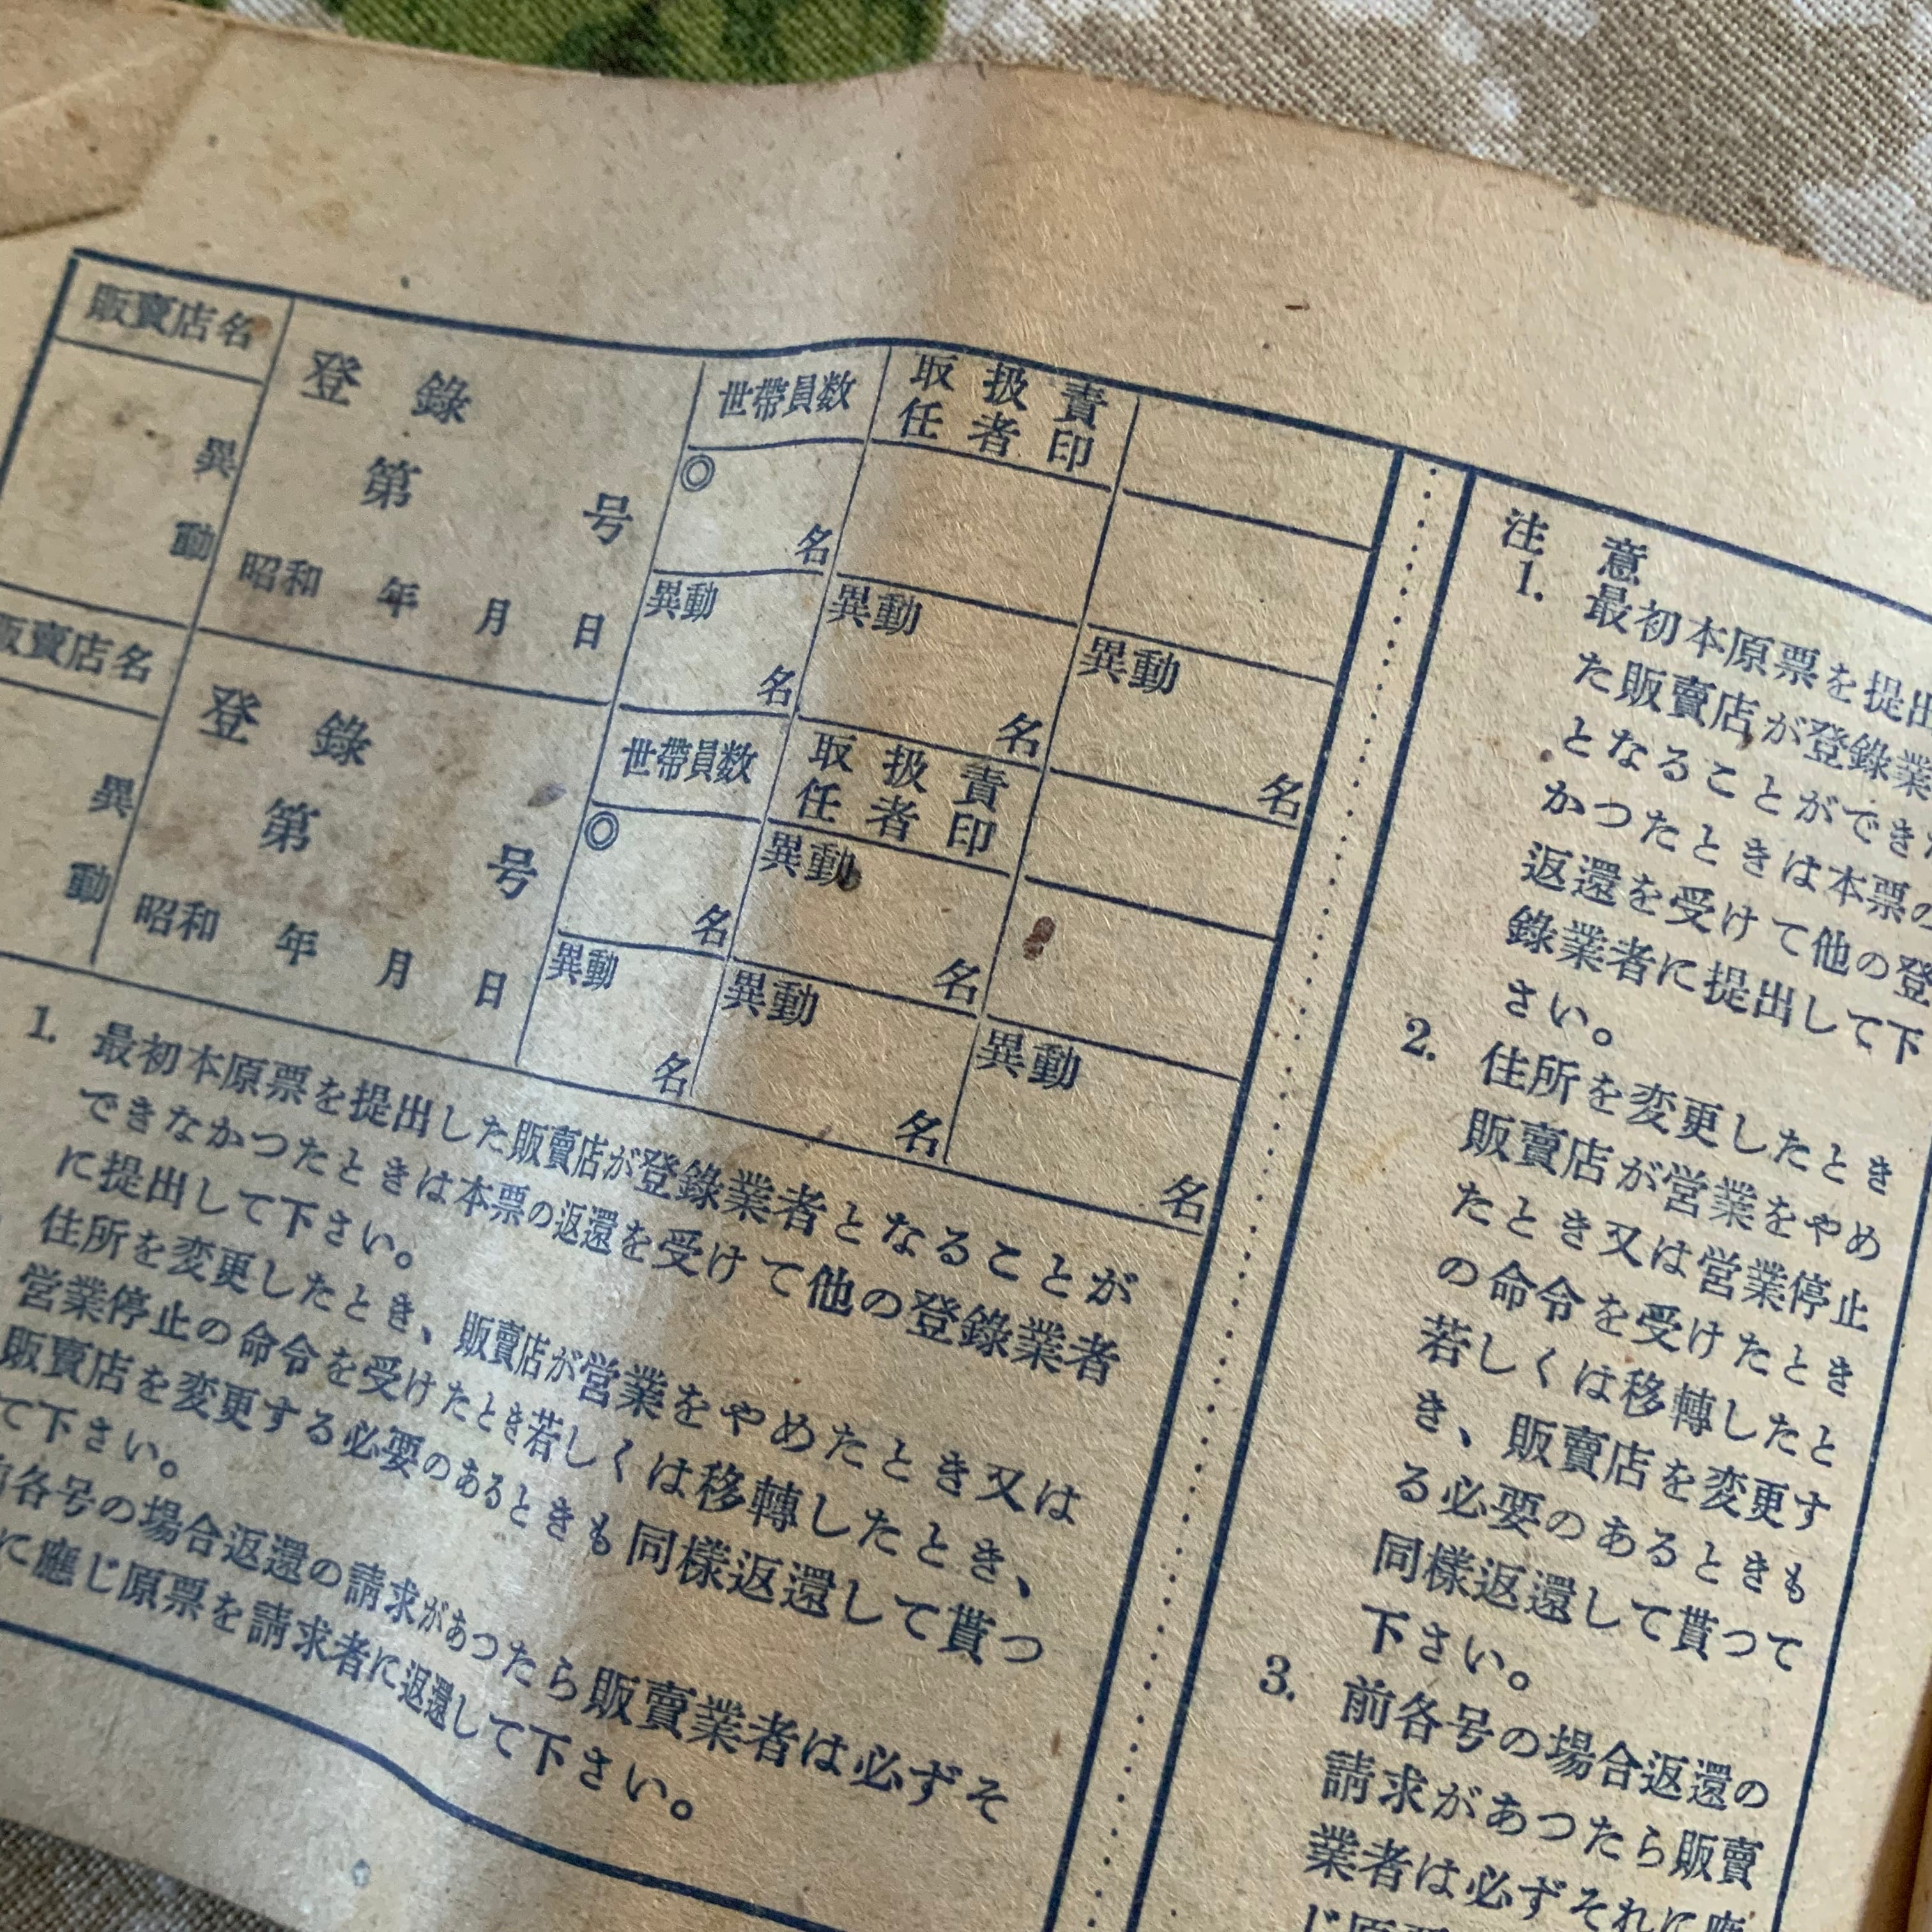 販賣店名
登錄
世帶員数
取扱責
任者印
異動
第 号
◎
名
昭和 年 月 日
異動
名
異動
名
異動
名
販賣店名
登錄
世帶員数
取扱責
任者印
異動
第 号
◎
名
異動
名
昭和 年 月 日
異動
名
異動
名
異動
名
1. 最初本原票を提出した販賣店が登錄業者となることが
できなかつたときは本票の返還を受けて他の登錄業者
に提出して下さい。
住所を変更したとき、販賣店が営業をやめたとき又は
営業停止の命令を受けたとき若しくは移轉したとき、
販賣店を変更する必要のあるときも同樣返還して貰つ
て下さい。
各号の場合返還の請求があつたら販賣業者は必ずそ
に應じ原票を請求者に返還して下さい。
注意
1. 最初本原票を提出
た販賣店が登錄業
となることができ
かつたときは本票の
返還を受けて他の登
錄業者に提出して下
さい。
2. 住所を変更したとき
販賣店が営業をやめ
たとき又は営業停止
の命令を受けたとき
若しくは移轉したと
き、販賣店を変更す
る必要のあるときも
同樣返還して貰つて
下さい。
3. 前各号の場合返還の
請求があつたら販賣
業者は必ずそれに應